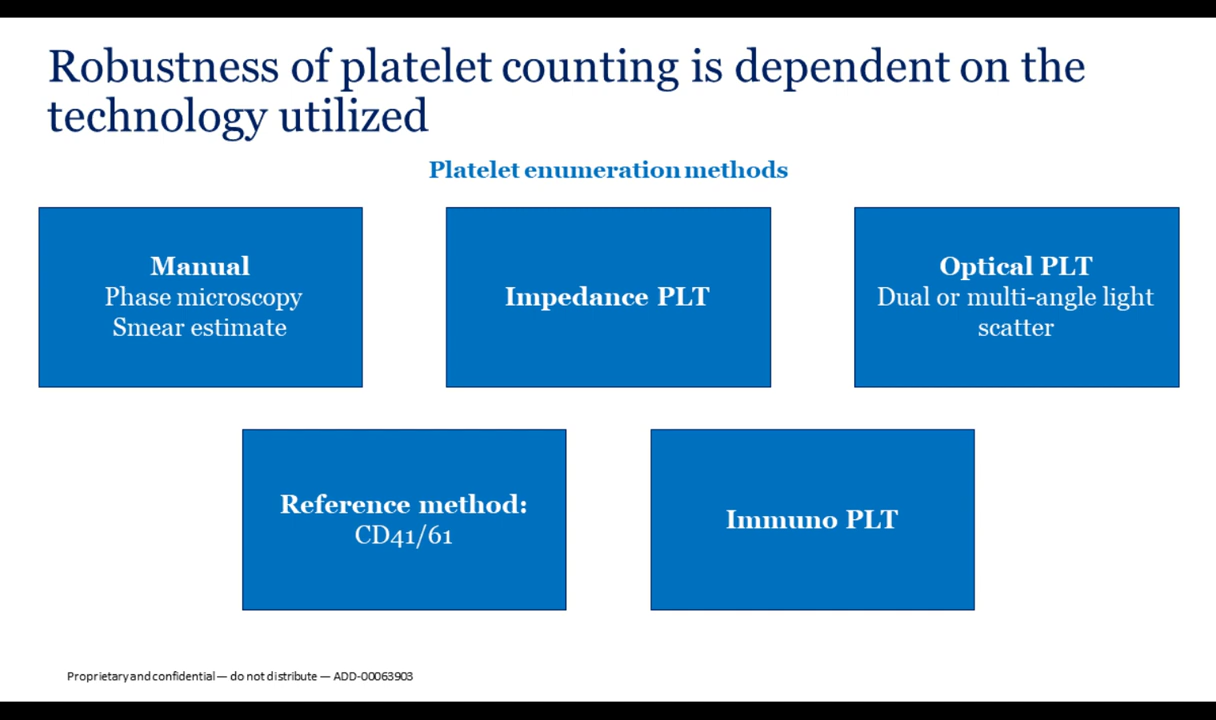 Robustness of platelet counting is dependent on the
technology utilized
Platelet enumeration methods
Manual
Phase microscopy
Smear estimate
Impedance PLT
Optical PLT
Dual or multi-angle light
scatter
Reference method:
CD41/61
Immuno PLT
Proprietary and confidential — do not distribute — ADD-00063903